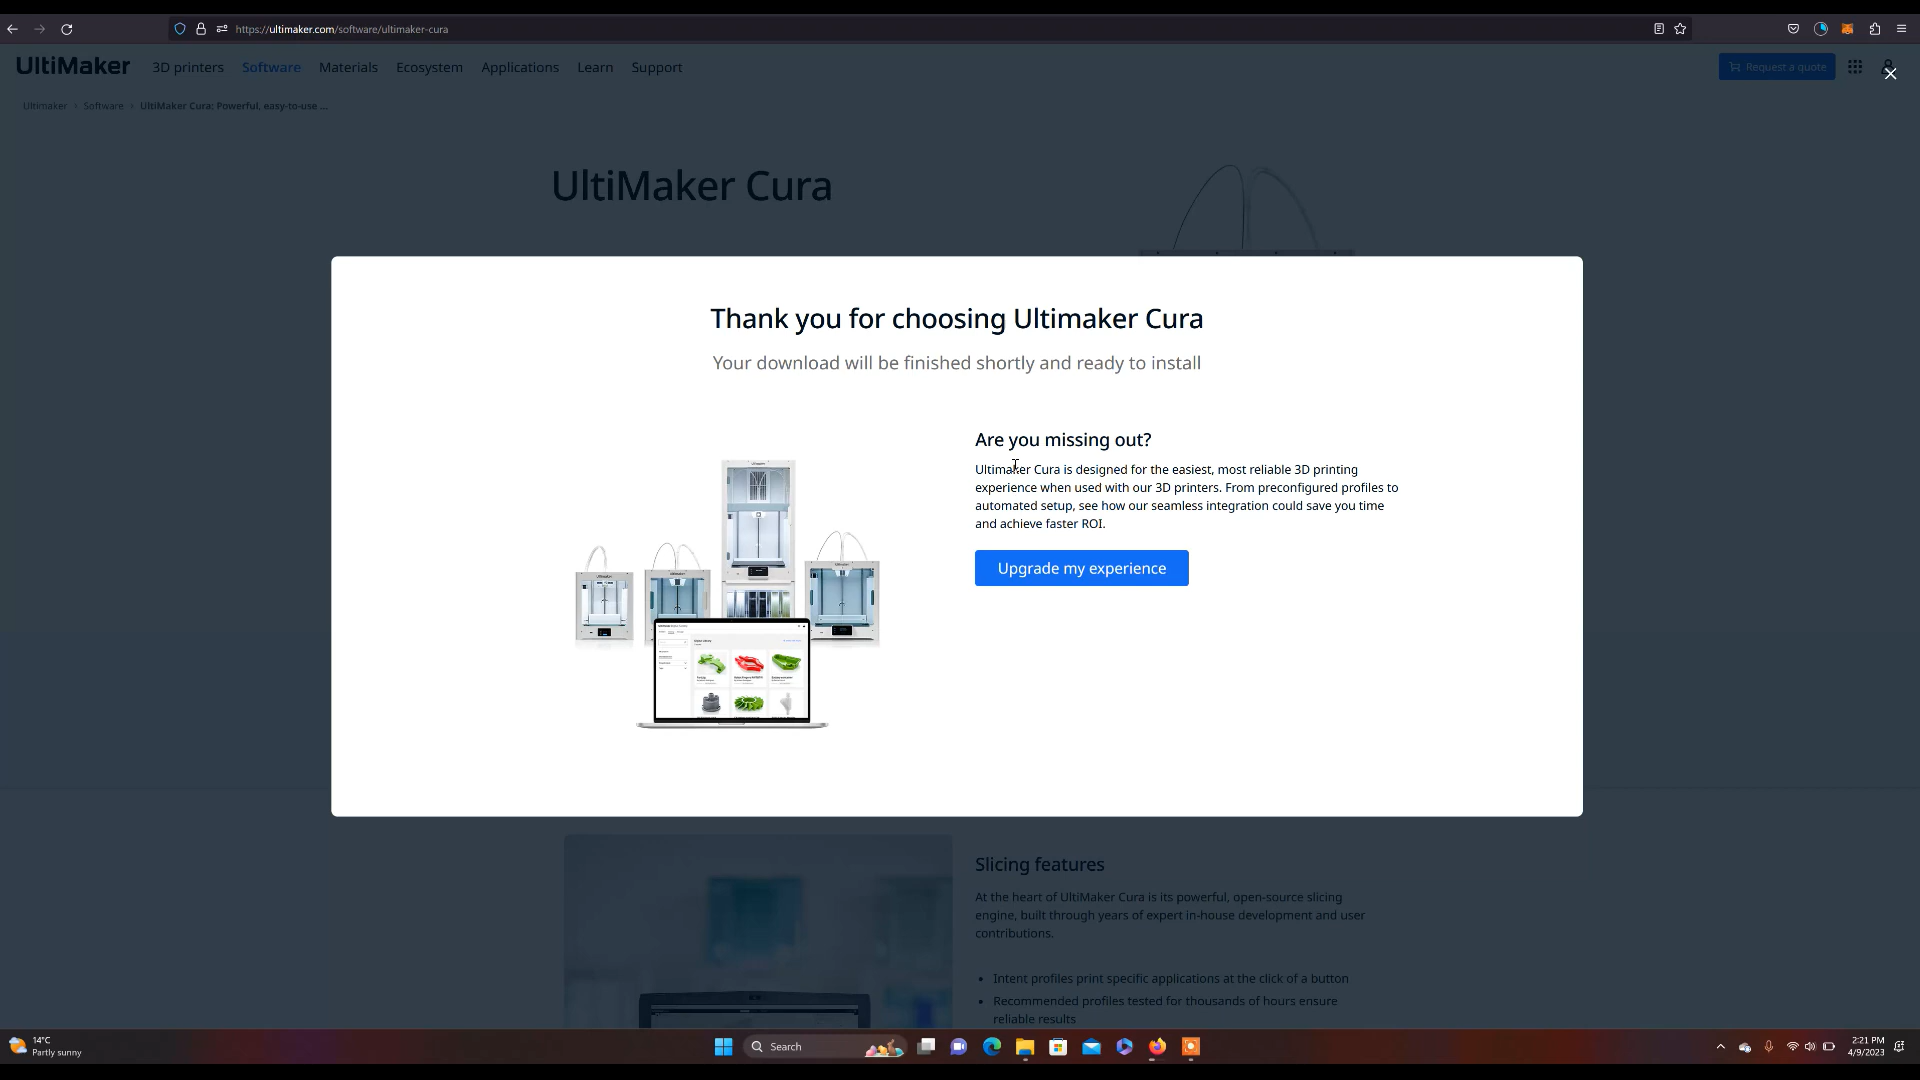 https://ultimaker.com/software/ultimaker-cura
UltiMaker 3D printers Software Materials Ecosystem Applications Learn Support Request a quote
Ultimaker › Software › UltiMaker Cura: Powerful, easy-to-use ...
UltiMaker Cura
Thank you for choosing Ultimaker Cura
Your download will be finished shortly and ready to install
Are you missing out?
Ultimaker Cura is designed for the easiest, most reliable 3D printing
experience when used with our 3D printers. From preconfigured profiles to
automated setup, see how our seamless integration could save you time
and achieve faster ROI.
Upgrade my experience
Slicing features
At the heart of UltiMaker Cura is its powerful, open-source slicing
engine, built through years of expert in-house development and user
contributions.
• Intent profiles print specific applications at the click of a button
• Recommended profiles tested for thousands of hours ensure
reliable results
14°C
Partly sunny
Search
2:21 PM
4/9/2023